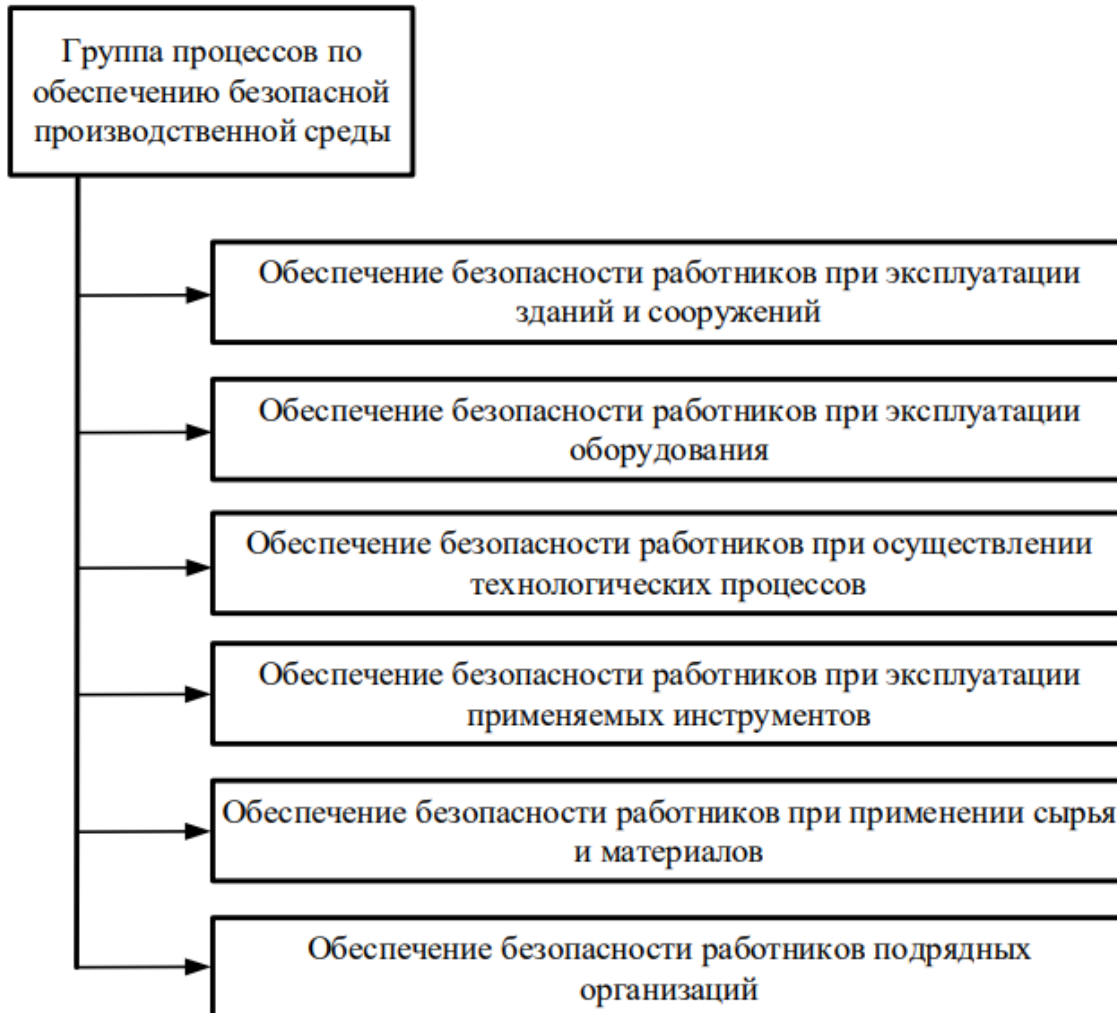 Группа процессов по
обеспечению безопасной
производственной среды
Обеспечение безопасности работников при эксплуатации
зданий и сооружений
Обеспечение безопасности работников при эксплуатации
оборудования
Обеспечение безопасности работников при осуществлении
технологических процессов
Обеспечение безопасности работников при эксплуатации
применяемых инструментов
Обеспечение безопасности работников при применении сырья
и материалов
Обеспечение безопасности работников подрядных
организаций